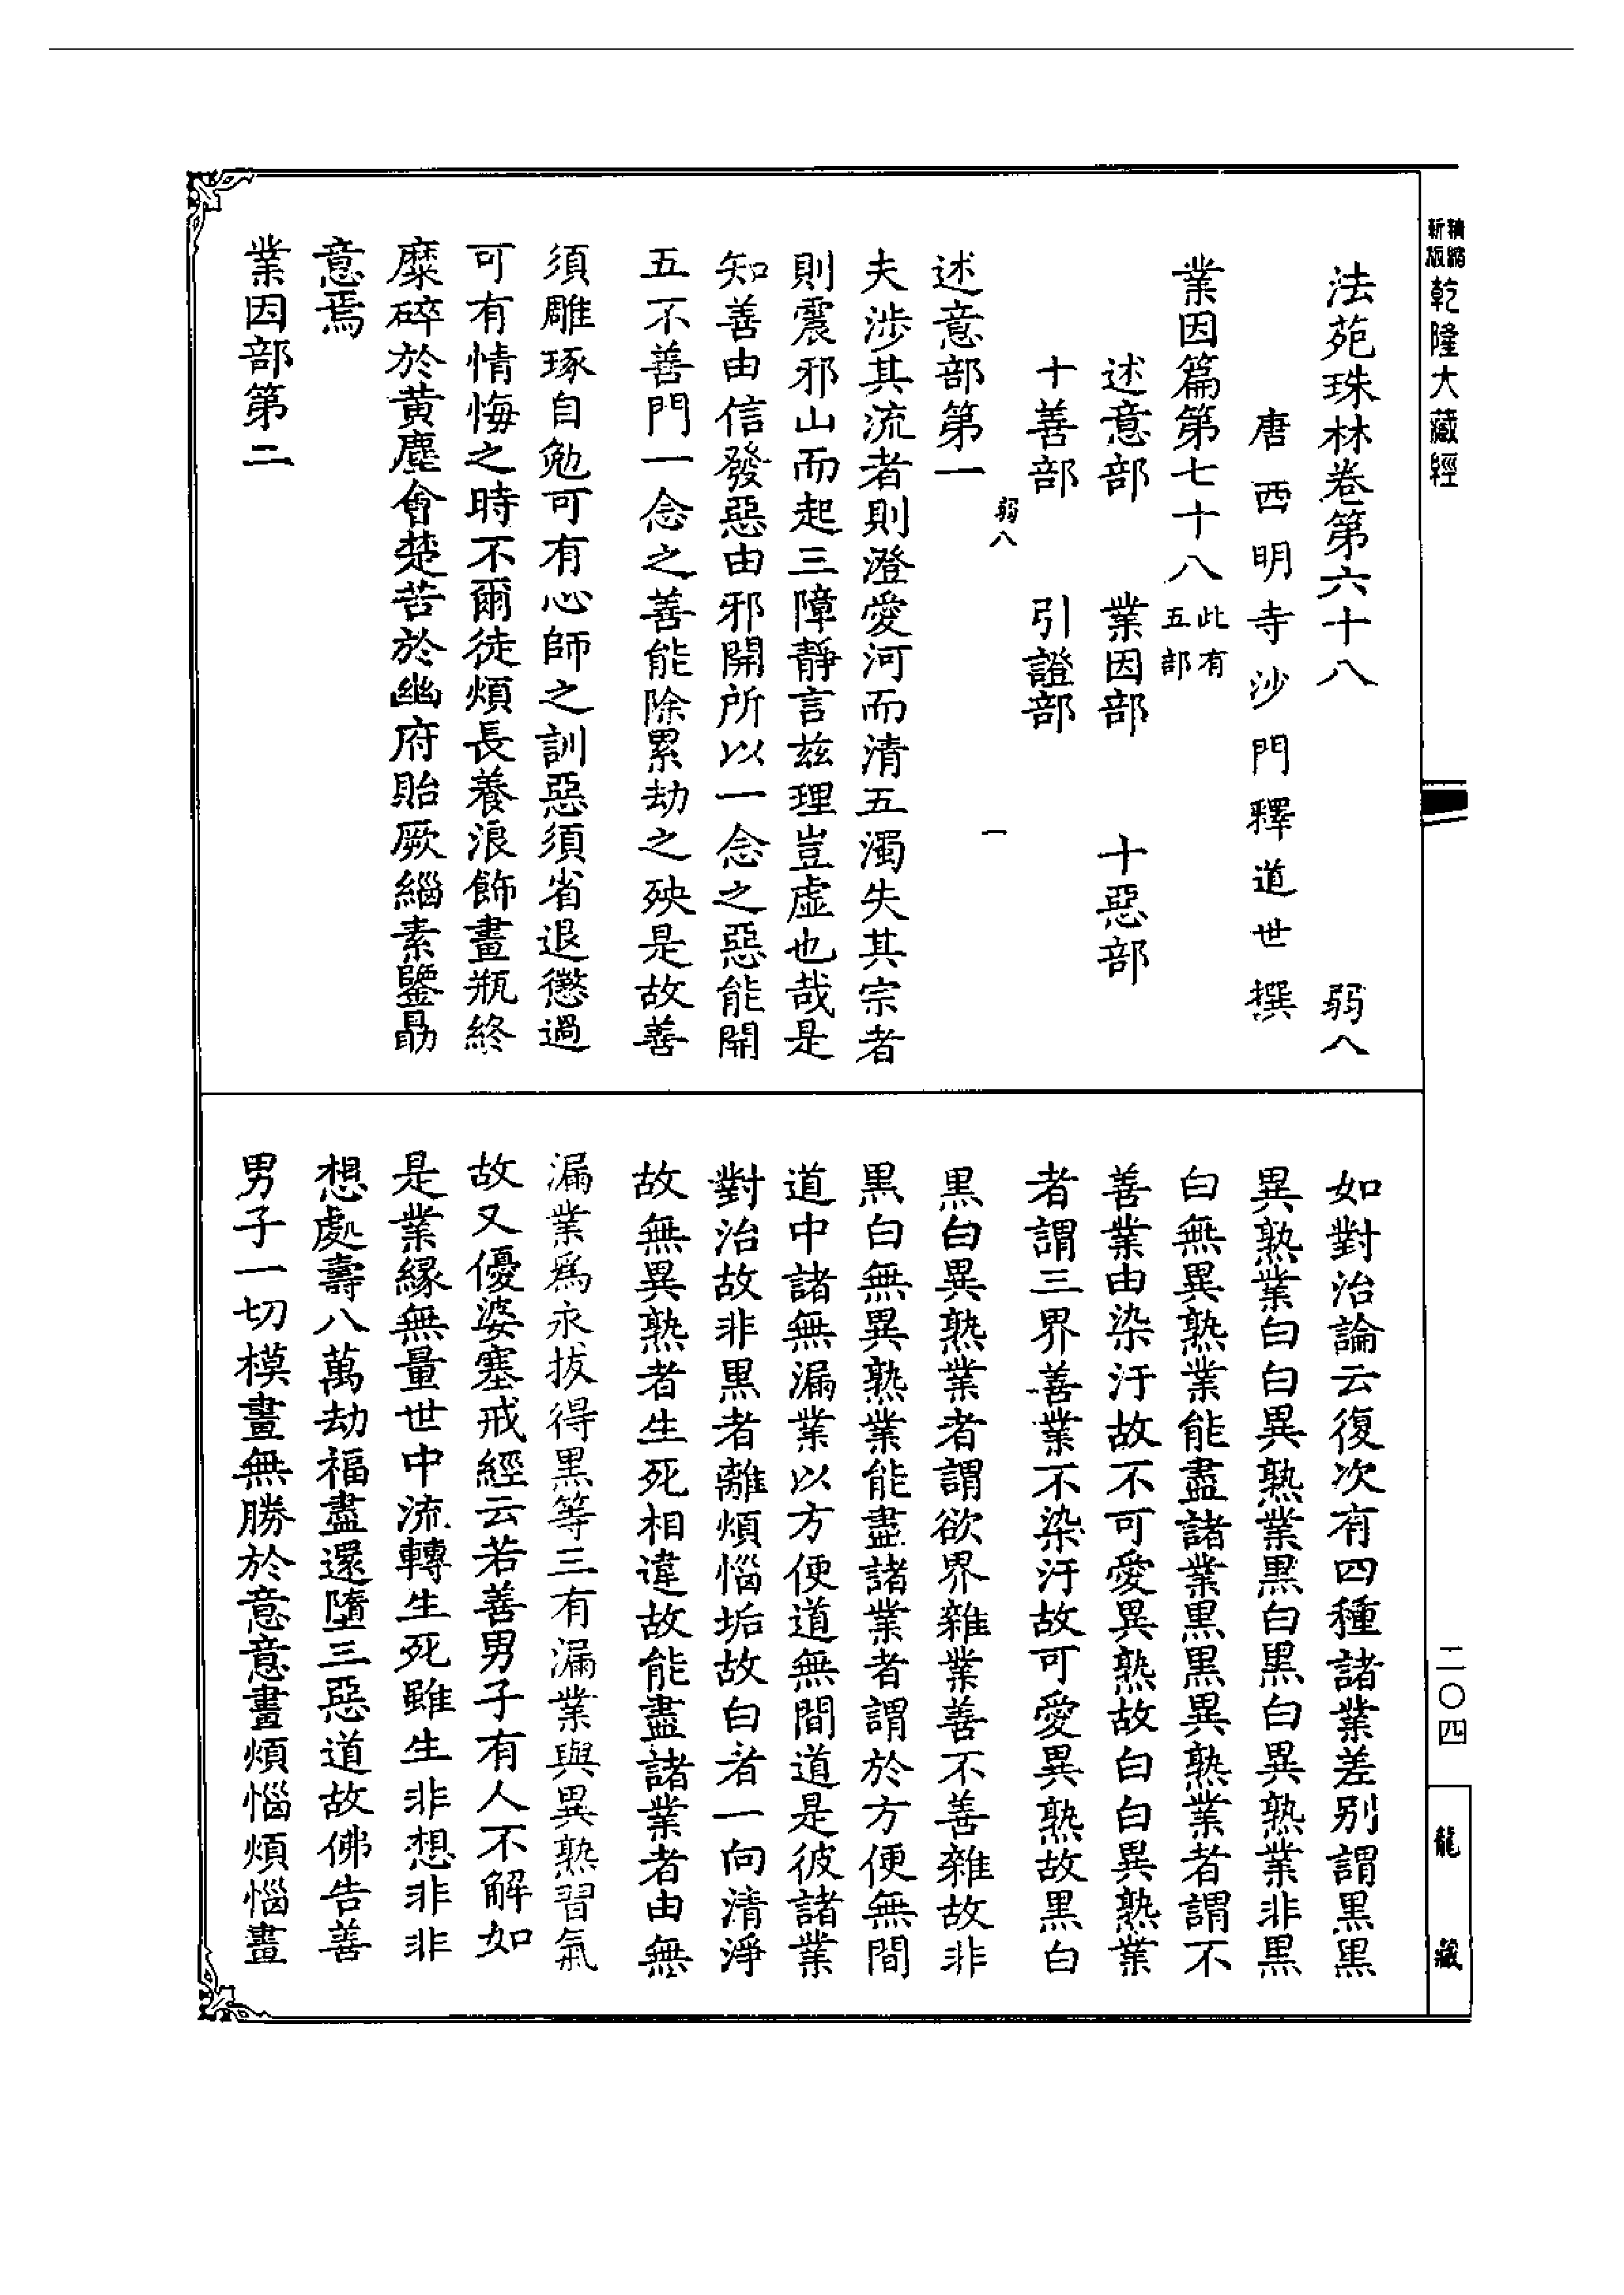 精縮新版乾隆大藏經
法苑珠林卷第六十八 弱八
唐西明寺沙門釋道世撰
業因篇第七十八此有五部
述意部 業因部 十惡部
十善部 引證部
弱八 一
述意部第一
夫涉其流者則澄愛河而清五濁失其宗者
則震邪山而起三障靜言茲理豈虛也哉是
知善由信發惡由邪開所以一念之惡能開
五不善門一念之善能除累劫之殃是故善
須雕琢自勉可有心師之訓惡須省退懲過
可有情悔之時不爾徒煩長養浪飾畫瓶終
糜碎於黃塵會楚苦於幽府貽厥緇素鑒勗
意焉
業因部第二
如對治論云復次有四種諸業差別謂黑黑
異熟業白白異熟業黑白黑白異熟業非黑
白無異熟業能盡諸業黑黑異熟業者謂不
善業由染汙故不可愛異熟故白白異熟業
者謂三界善業不染汙故可愛異熟故黑白
黑白異熟業者謂欲界雜業善不善雜故非
黑白無異熟業能盡諸業者謂於方便無間
道中諸無漏業以方便道無間道是彼諸業
對治故非黑者離煩惱垢故白者一向清淨
故無異熟者生死相違故能盡諸業者由無
漏業為永拔得黑等三有漏業與異熟習氣
故又優婆塞戒經云若善男子有人不解如
是業緣無量世中流轉生死雖生非想非非
想處壽八萬劫福盡還墮三惡道故佛告善
男子一切模畫無勝於意意畫煩惱煩惱畫
二〇四
龍藏